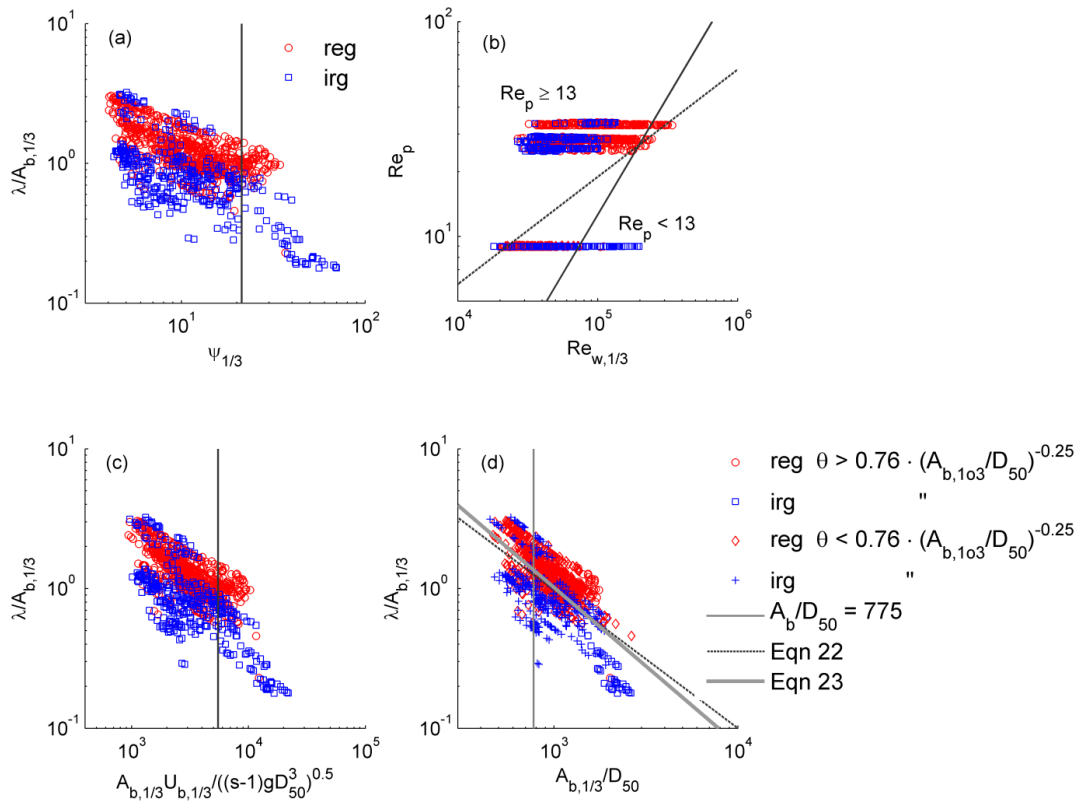 (a)
reg
irg
10^1
10^0
10^-1
λ/A_b,1/3
10^1
10^2
ψ_1/3
(b)
Re_p ≥ 13
Re_p < 13
10^2
10^1
Re_p
10^4
10^5
10^6
Re_w,1/3
(c)
10^1
10^0
10^-1
λ/A_b,1/3
10^3
10^4
10^5
A_b,1/3 U_b,1/3/((s-1)gD_50^3)^0.5
(d)
10^1
10^0
10^-1
λ/A_b,1/3
10^3
10^4
A_b,1/3/D_50
reg θ > 0.76 · (A_b,1o3/D_50)^-0.25
irg "
reg θ < 0.76 · (A_b,1o3/D_50)^-0.25
irg "
A_b/D_50 = 775
Eqn 22
Eqn 23